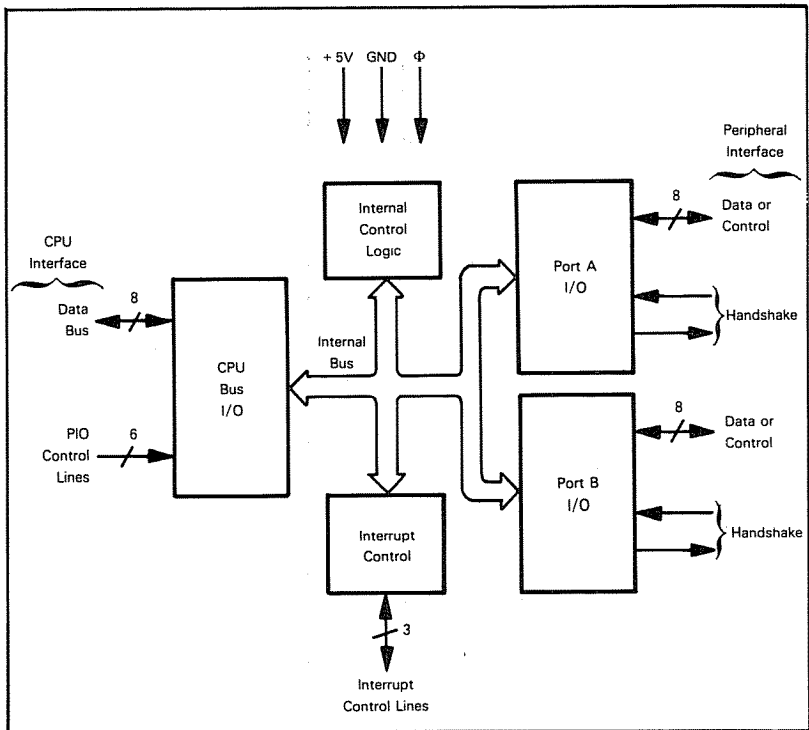 + 5V GND Φ
Peripheral
Interface
8
Data or
Control
Internal
Control
Logic
Port A
I/O
Handshake
CPU
Interface
Data
Bus
8
Internal
Bus
CPU
Bus
I/O
PIO
Control
Lines
6
8
Data or
Control
Port B
I/O
Handshake
Interrupt
Control
3
Interrupt
Control Lines